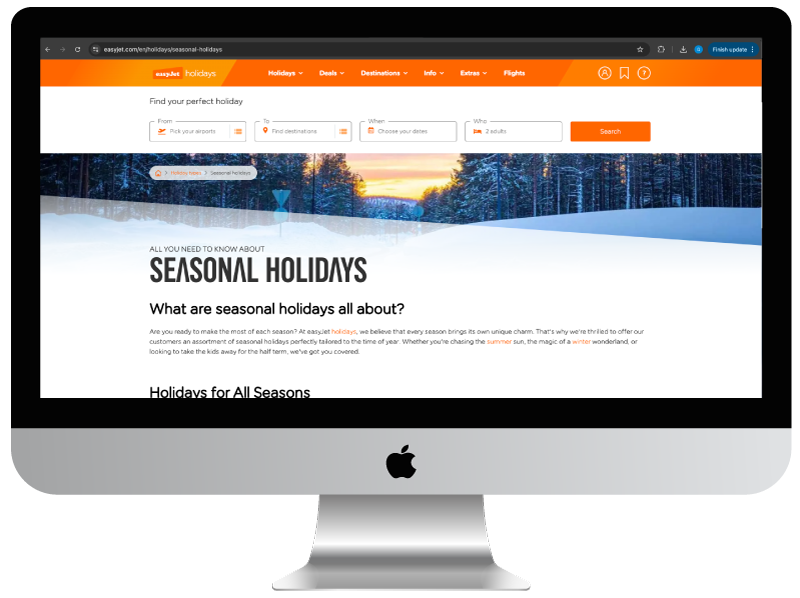 easyjet.com/en/holidays/seasonal-holidays
Finish update
easyJet holidays
Holidays Deals Destinations Info Extras Flights
Find your perfect holiday
From To When Who
Pick your airports Find destinations Choose your dates 2 adults Search
Holiday types > Seasonal holidays
ALL YOU NEED TO KNOW ABOUT
SEASONAL HOLIDAYS
What are seasonal holidays all about?
Are you ready to make the most of each season? At easyJet holidays, we believe that every season brings its own unique charm. That's why we're thrilled to offer our
customers an assortment of seasonal holidays perfectly tailored to the time of year. Whether you're chasing the summer sun, the magic of a winter wonderland, or
looking to take the kids away for the half term, we've got you covered.
Holidays for All Seasons